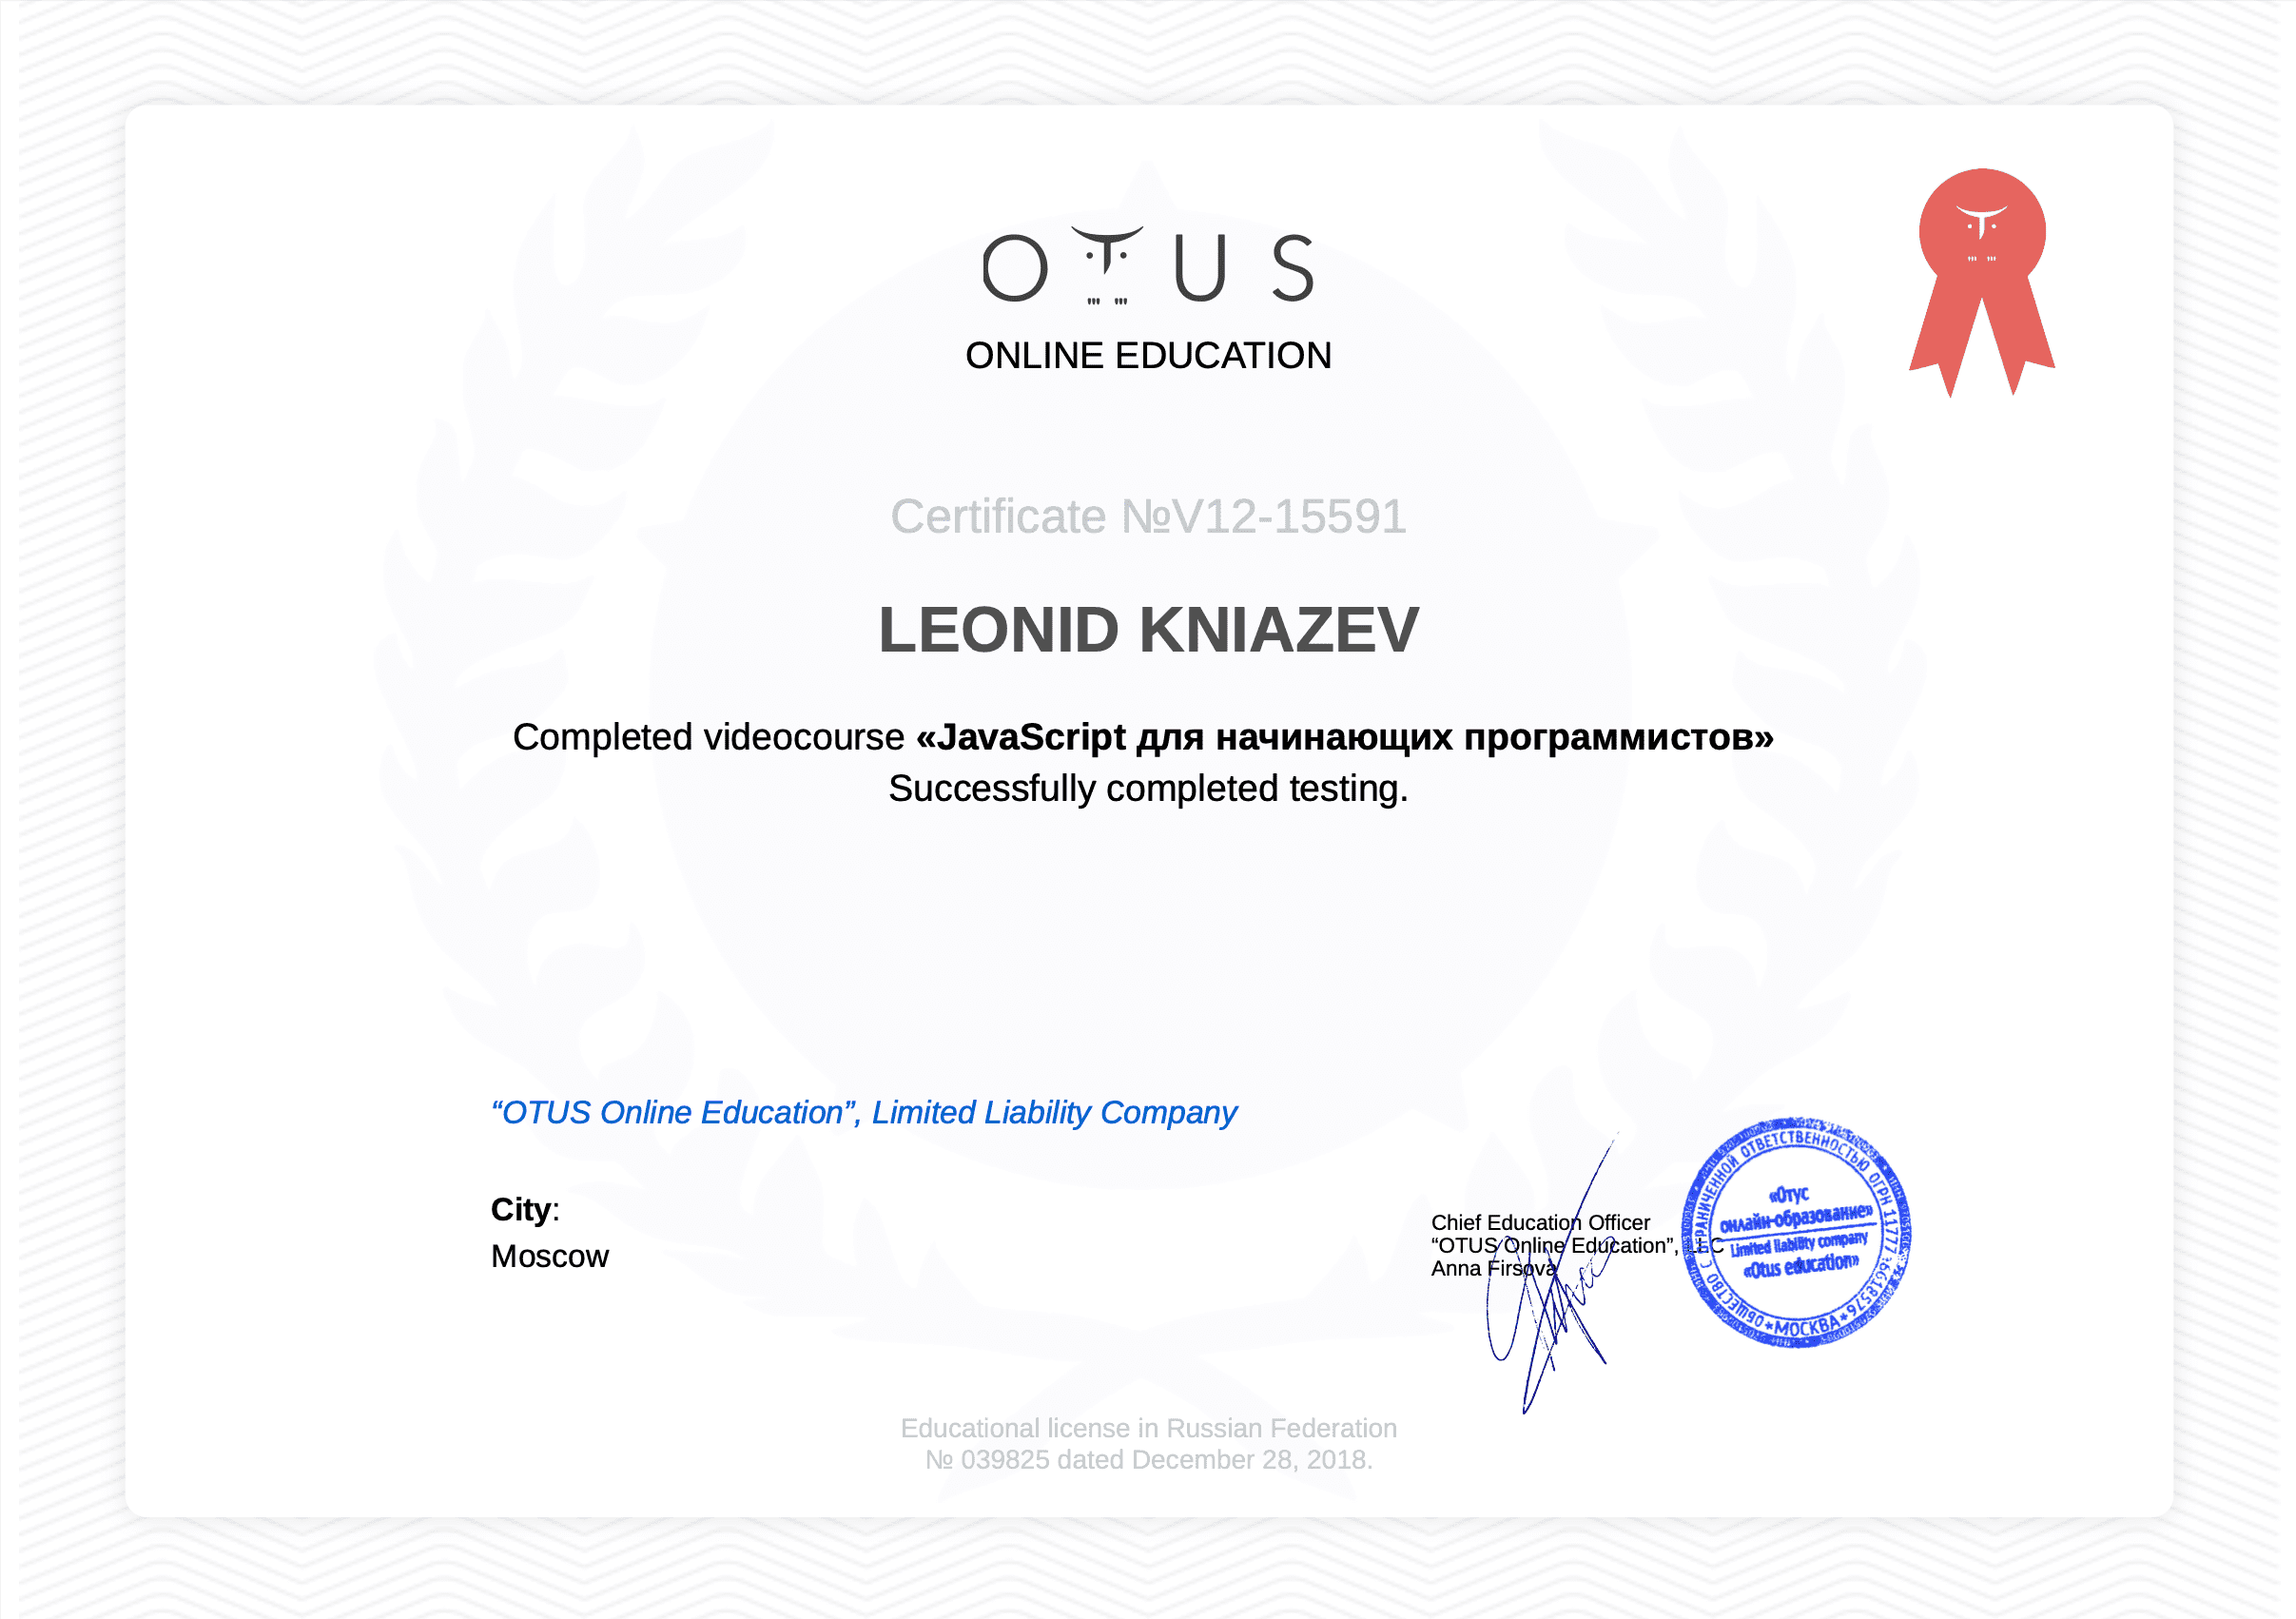 OTUS
ONLINE EDUCATION
Certificate №V12-15591
LEONID KNIAZEV
Completed videocourse «JavaScript для начинающих программистов»
Successfully completed testing.
“OTUS Online Education”, Limited Liability Company
City:
Moscow
Chief Education Officer
“OTUS Online Education”, LLC
Anna Firsova
ОБЩЕСТВО С ОГРАНИЧЕННОЙ ОТВЕТСТВЕННОСТЬЮ ОГРН
*МОСКВА*
«Отус
онлайн-образование»
Limited liability company
«Otus education»
Educational license in Russian Federation
№ 039825 dated December 28, 2018.